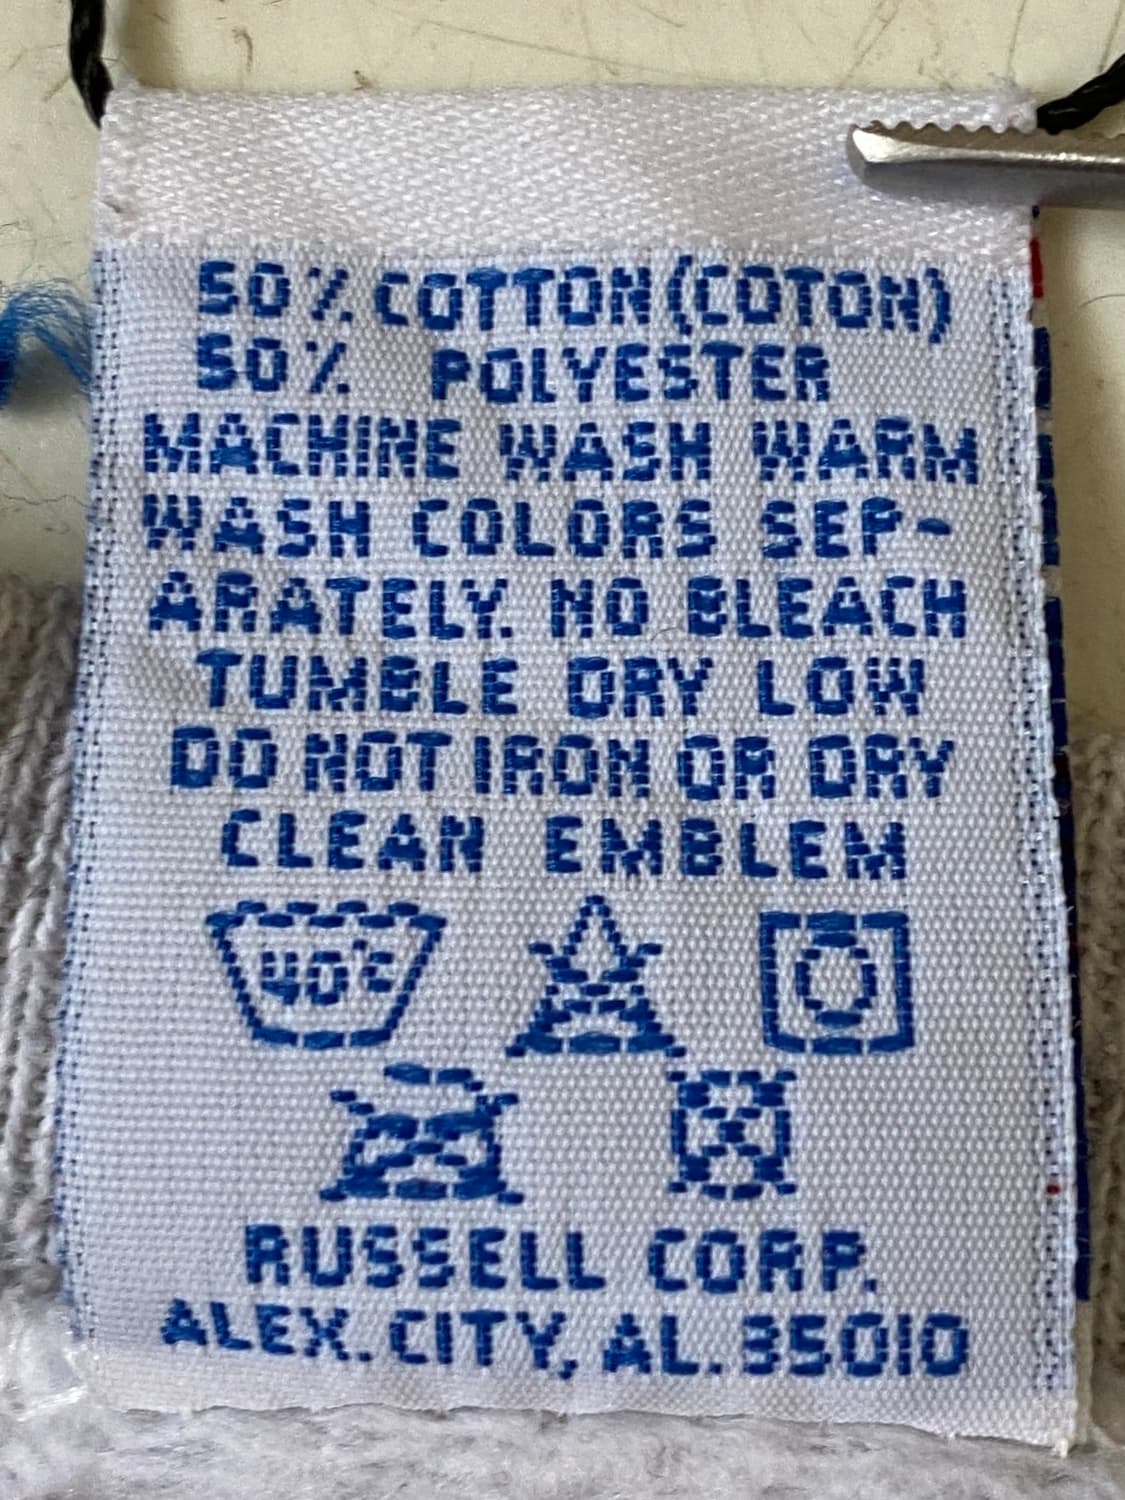 50% COTTON (COTON)
50% POLYESTER
MACHINE WASH WARM
WASH COLORS SEP-
ARATELY. NO BLEACH
TUMBLE DRY LOW
DO NOT IRON OR DRY
CLEAN EMBLEM
40°C
RUSSELL CORP.
ALEX. CITY, AL. 35010